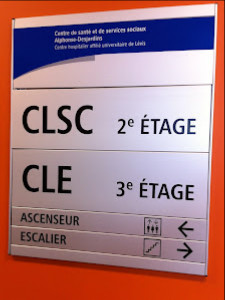 Centre de santé et de services sociaux
Alphonse-Desjardins
Centre hospitalier affilié universitaire de Lévis
CLSC 2e ÉTAGE
CLE 3e ÉTAGE
ASCENSEUR
ESCALIER